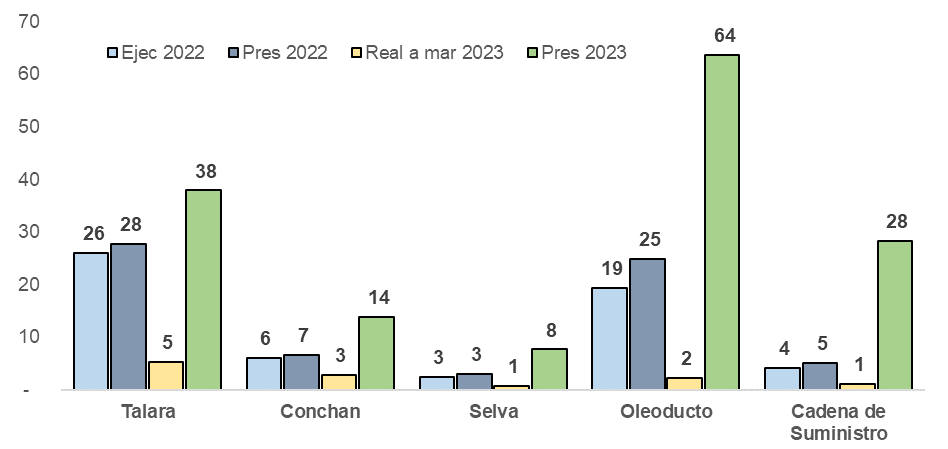 70
60
50
40
30
20
10
-
Ejec 2022 Pres 2022 Real a mar 2023 Pres 2023
26 28 5 38
6 7 3 14
3 3 1 8
19 25 2 64
4 5 1 28
Talara Conchan Selva Oleoducto Cadena de
Suministro